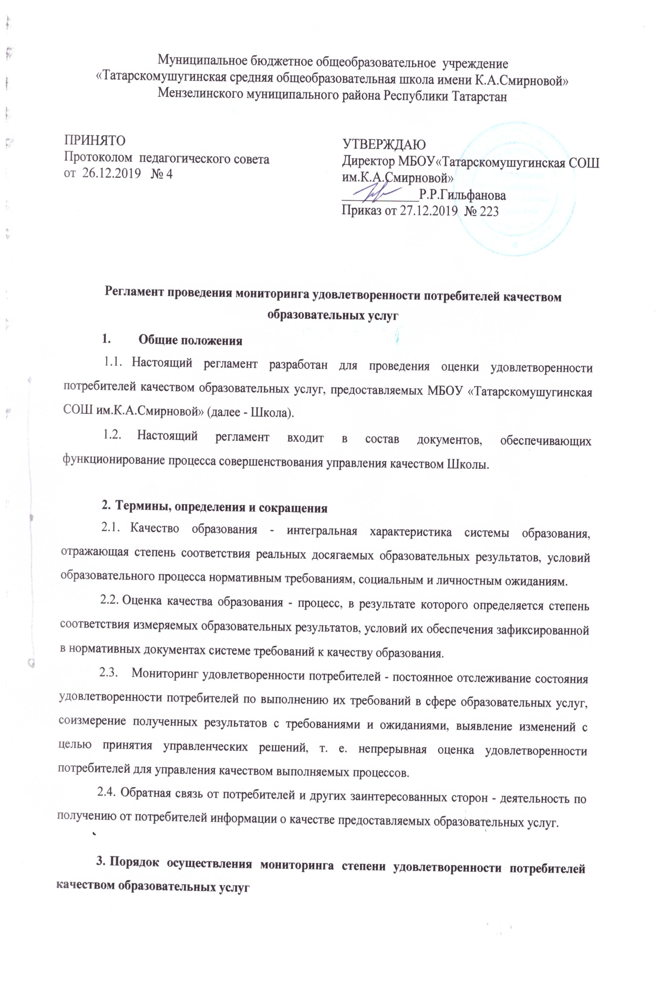 Муниципальное бюджетное общеобразовательное учреждение
«Татарскомушугинская средняя общеобразовательная школа имени К.А.Смирновой»
Мензелинского муниципального района Республики Татарстан
ПРИНЯТО
Протоколом педагогического совета
от 26.12.2019 № 4
УТВЕРЖДАЮ
Директор МБОУ«Татарскомушугинская СОШ
им.К.А.Смирновой»
____________Р.Р.Гильфанова
Приказ от 27.12.2019 № 223
Регламент проведения мониторинга удовлетворенности потребителей качеством
образовательных услуг
1. Общие положения
1.1. Настоящий регламент разработан для проведения оценки удовлетворенности
потребителей качеством образовательных услуг, предоставляемых МБОУ «Татарскомушугинская
СОШ им.К.А.Смирновой» (далее - Школа).
1.2. Настоящий регламент входит в состав документов, обеспечивающих
функционирование процесса совершенствования управления качеством Школы.
2. Термины, определения и сокращения
2.1. Качество образования - интегральная характеристика системы образования,
отражающая степень соответствия реальных досягаемых образовательных результатов, условий
образовательного процесса нормативным требованиям, социальным и личностным ожиданиям.
2.2. Оценка качества образования - процесс, в результате которого определяется степень
соответствия измеряемых образовательных результатов, условий их обеспечения зафиксированной
в нормативных документах системе требований к качеству образования.
2.3. Мониторинг удовлетворенности потребителей - постоянное отслеживание состояния
удовлетворенности потребителей по выполнению их требований в сфере образовательных услуг,
соизмерение полученных результатов с требованиями и ожиданиями, выявление изменений с
целью принятия управленческих решений, т. е. непрерывная оценка удовлетворенности
потребителей для управления качеством выполняемых процессов.
2.4. Обратная связь от потребителей и других заинтересованных сторон - деятельность по
получению от потребителей информации о качестве предоставляемых образовательных услуг.
3. Порядок осуществления мониторинга степени удовлетворенности потребителей
качеством образовательных услуг